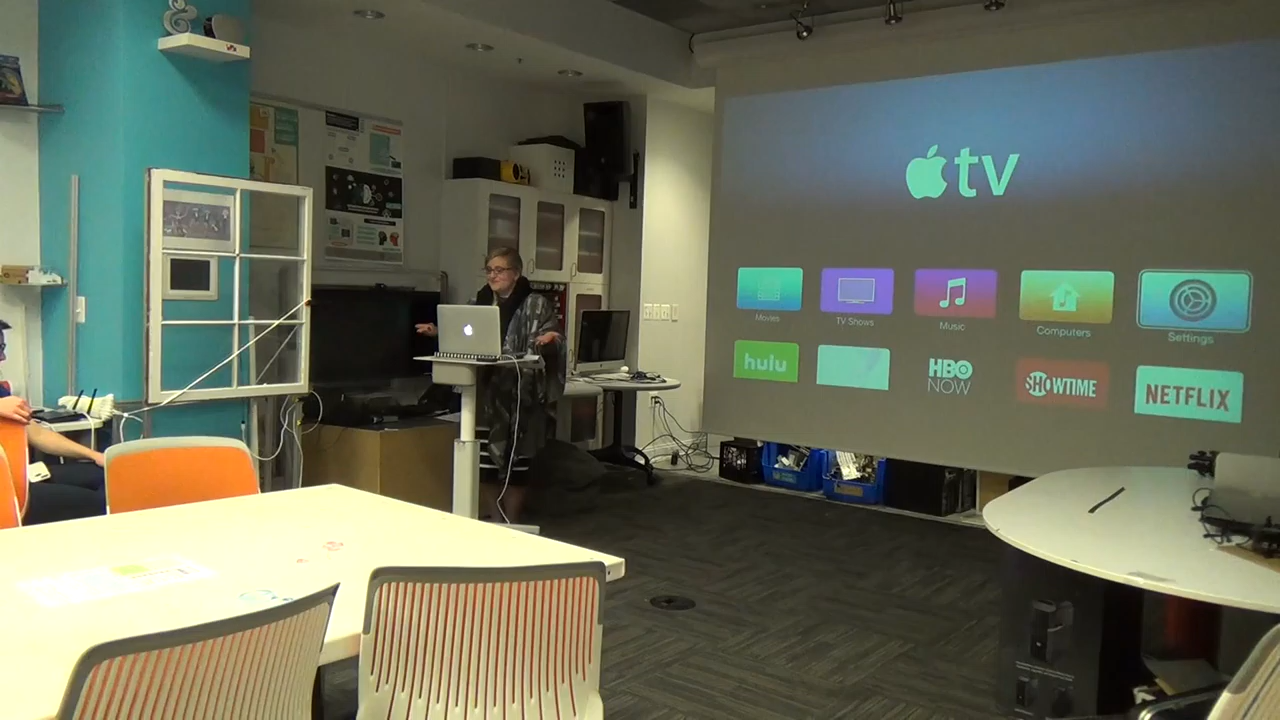 tv
Movies
TV Shows
Music
Computers
Settings
hulu
HBO
NOW
SHOWTIME
NETFLIX